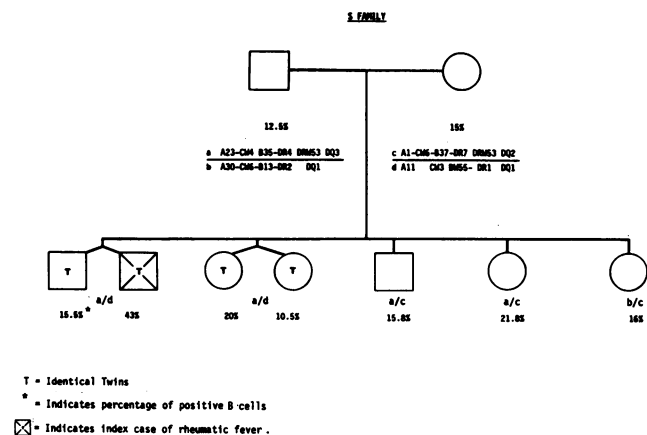 S FAMILY
12.5% 15%
a A23-CW4 B35-DR4 DRW53 DQ3 c A1-CW6-B37-DR7 DRW53 DQ2
b A30-CW6-B13-DR2 DQ1 d A11 CW3 BW55- DR1 DQ1
T T T T
a/d a/d a/c a/c b/c
15.5%* 43% 20% 10.5% 15.8% 21.8% 16%
T = Identical Twins
* = Indicates percentage of positive B cells
= Indicates index case of rheumatic fever.